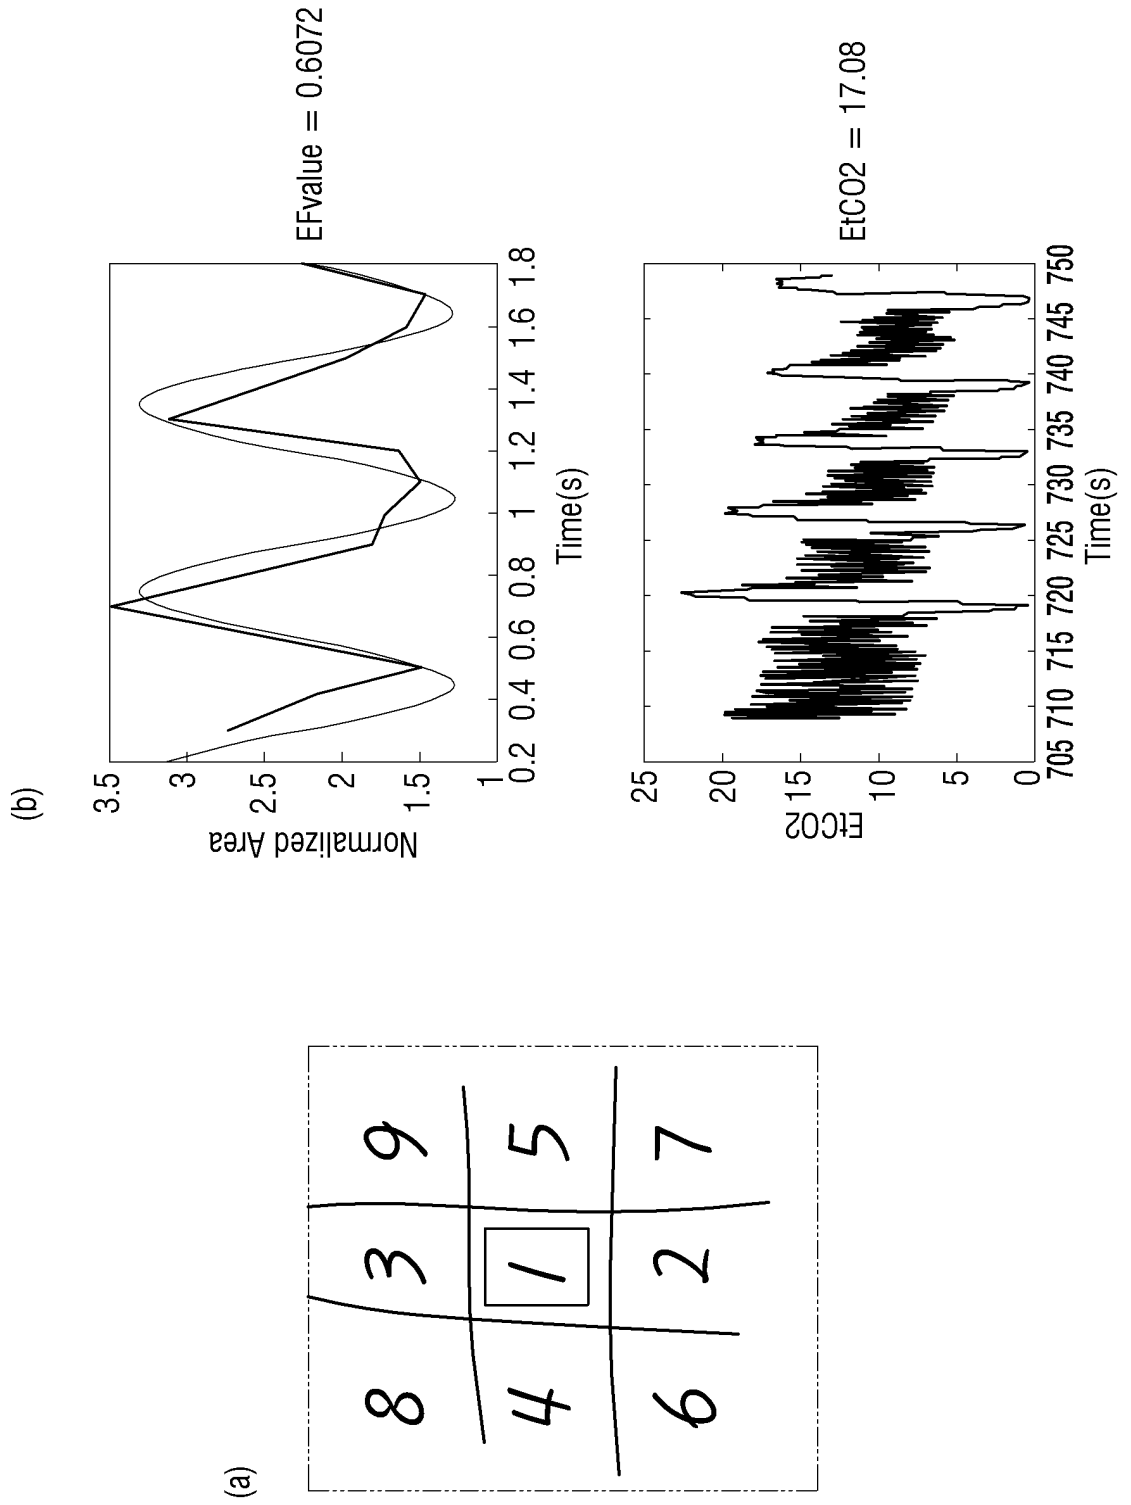 (a)
8 3 9
4 1 5
6 2 7
(b)
Normalized Area
3.5
3
2.5
2
1.5
1
0.2 0.4 0.6 0.8 1 1.2 1.4 1.6 1.8
Time(s)
EFvalue = 0.6072
EtCO2
25
20
15
10
5
0
705 710 715 720 725 730 735 740 745 750
Time(s)
EtCO2 = 17.08